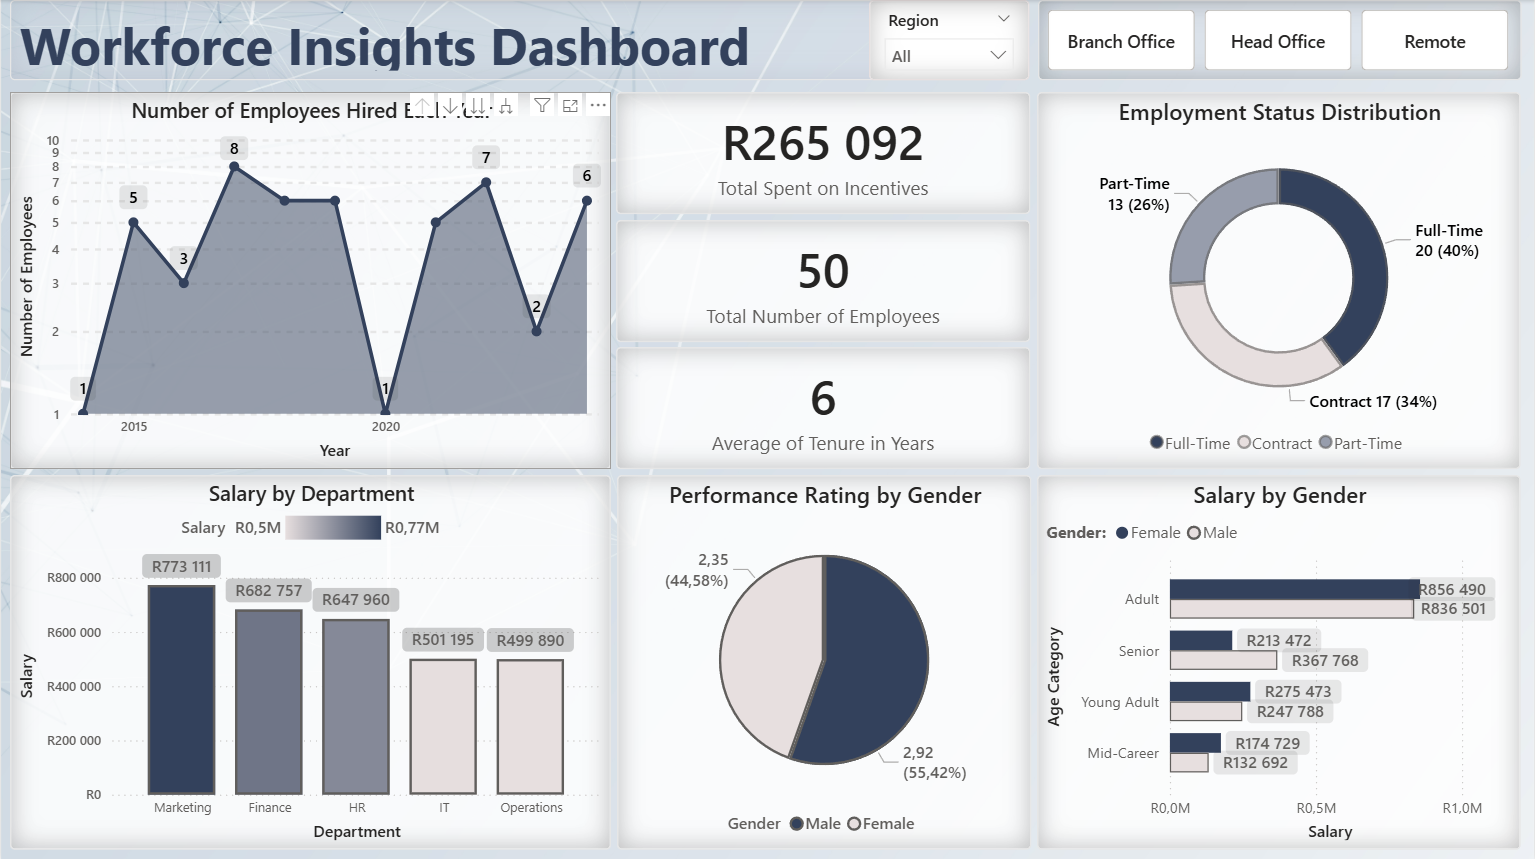 Workforce Insights Dashboard
Region
All
Branch Office
Head Office
Remote
Number of Employees Hired Each Year
Number of Employees
10
9
8
7
6
5
4
3
2
1
1
5
3
8
1
7
2
6
2015
2020
Year
R265 092
Total Spent on Incentives
50
Total Number of Employees
6
Average of Tenure in Years
Employment Status Distribution
Part-Time
13 (26%)
Full-Time
20 (40%)
Contract 17 (34%)
Full-Time Contract Part-Time
Salary by Department
Salary R0,5M R0,77M
Salary
R800 000
R600 000
R400 000
R200 000
R0
R773 111
R682 757
R647 960
R501 195
R499 890
Marketing
Finance
HR
IT
Operations
Department
Performance Rating by Gender
2,35
(44,58%)
2,92
(55,42%)
Gender Male Female
Salary by Gender
Gender: Female Male
Age Category
Adult
R856 490
R836 501
Senior
R213 472
R367 768
Young Adult
R275 473
R247 788
Mid-Career
R174 729
R132 692
R0,0M
R0,5M
R1,0M
Salary